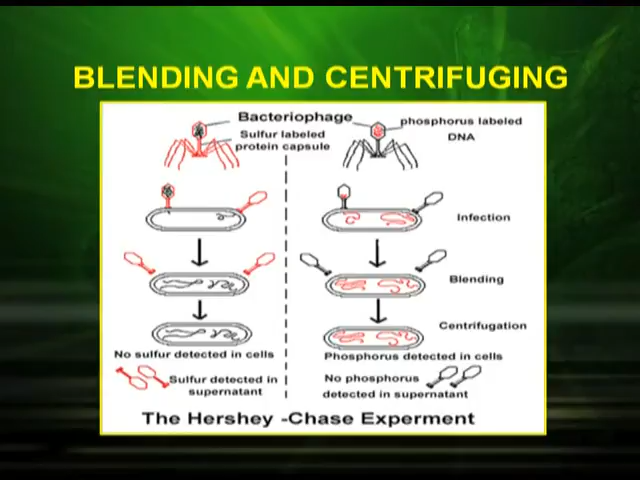 BLENDING AND CENTRIFUGING
Bacteriophage
Sulfur labeled
protein capsule
phosphorus labeled
DNA
Infection
Blending
Centrifugation
No sulfur detected in cells
Phosphorus detected in cells
Sulfur detected in
supernatant
No phosphorus
detected in supernatant
The Hershey -Chase Experment